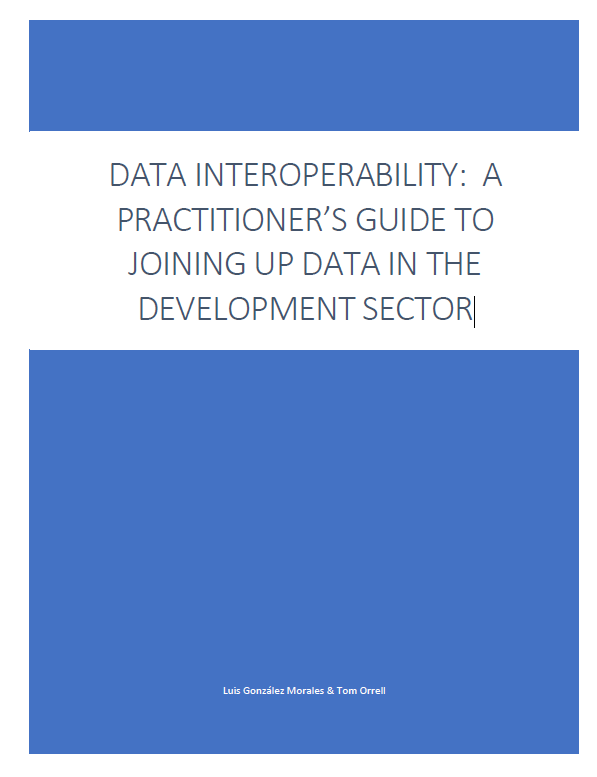 DATA INTEROPERABILITY:  A
PRACTITIONER’S GUIDE TO
JOINING UP DATA IN THE
DEVELOPMENT SECTOR
Luis González Morales & Tom Orrell